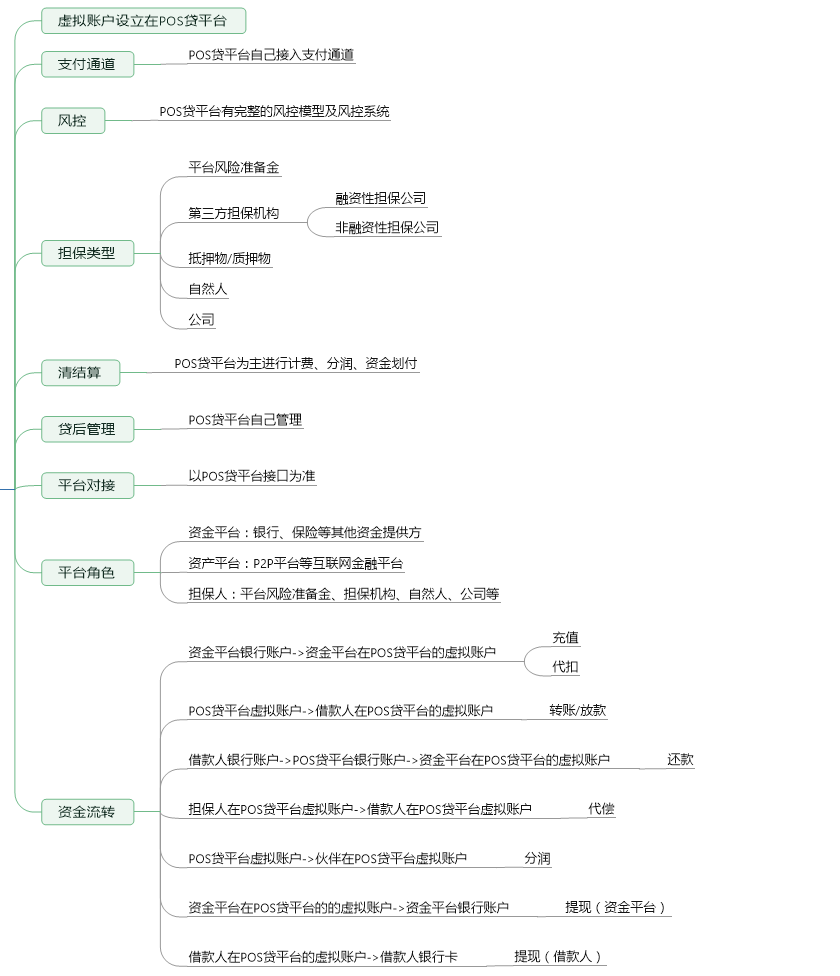 虚拟账户设立在POS贷平台
支付通道
POS贷平台自己接入支付通道
风控
POS贷平台有完整的风控模型及风控系统
担保类型
平台风险准备金
第三方担保机构
融资性担保公司
非融资性担保公司
抵押物/质押物
自然人
公司
清结算
POS贷平台为主进行计费、分润、资金划付
贷后管理
POS贷平台自己管理
平台对接
以POS贷平台接口为准
平台角色
资金平台：银行、保险等其他资金提供方
资产平台：P2P平台等互联网金融平台
担保人：平台风险准备金、担保机构、自然人、公司等
资金流转
资金平台银行账户->资金平台在POS贷平台的虚拟账户
充值
代扣
POS贷平台虚拟账户->借款人在POS贷平台的虚拟账户
转账/放款
借款人银行账户->POS贷平台银行账户->资金平台在POS贷平台的虚拟账户
还款
担保人在POS贷平台虚拟账户->借款人在POS贷平台虚拟账户
代偿
POS贷平台虚拟账户->伙伴在POS贷平台虚拟账户
分润
资金平台在POS贷平台的的虚拟账户->资金平台银行账户
提现（资金平台）
借款人在POS贷平台的虚拟账户->借款人银行卡
提现（借款人）